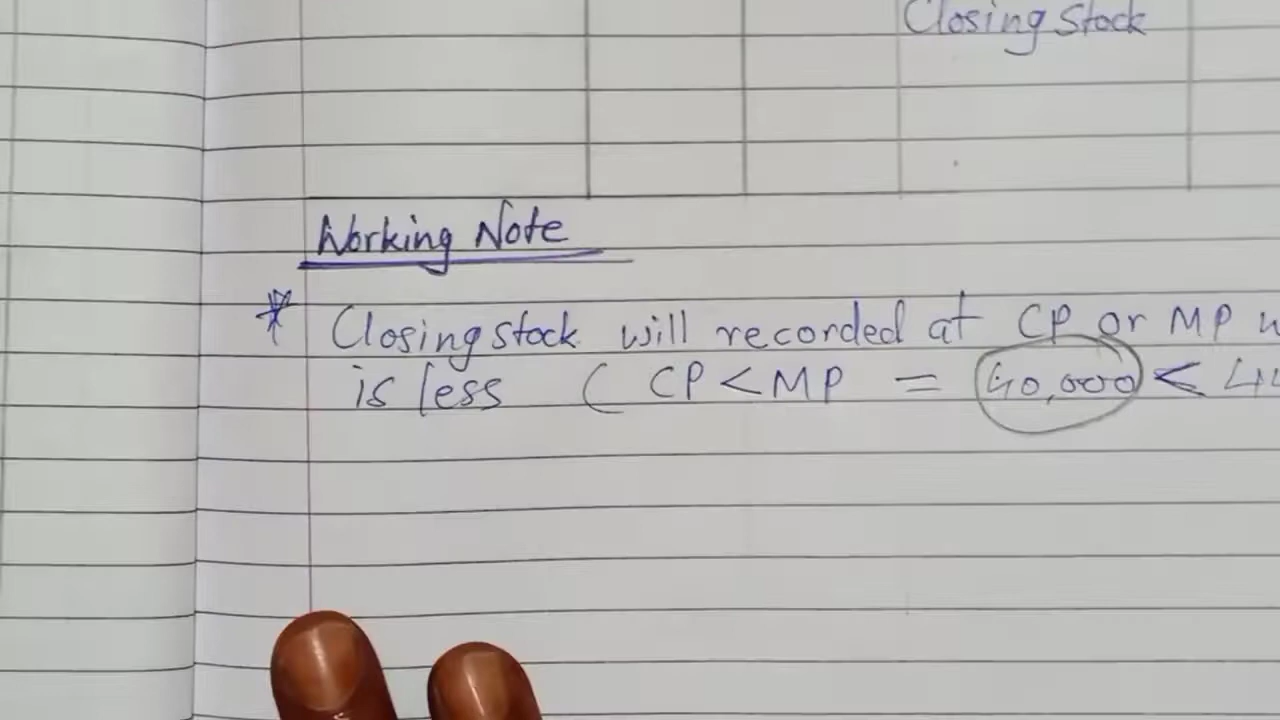 Closing Stock
Working Note
* Closing stock will recorded at CP or MP
is less ( CP < MP = 40,000 <